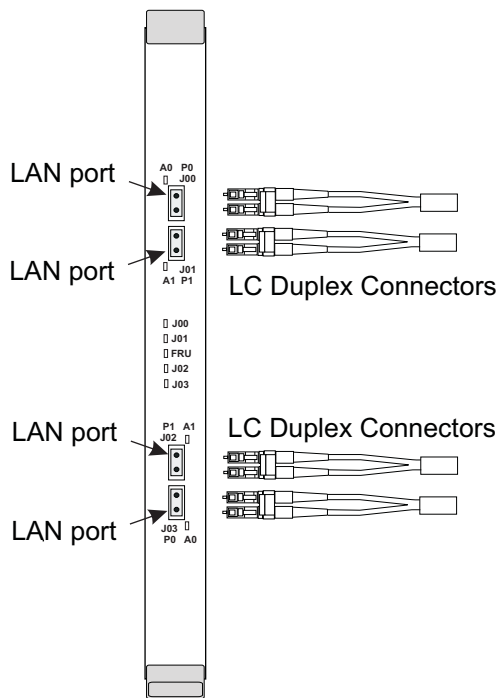 A0 P0
LAN port
J00
LAN port
J01
A1 P1
LC Duplex Connectors
J00
J01
FRU
J02
J03
P1 A1
LAN port
J02
LC Duplex Connectors
LAN port
J03
P0 A0